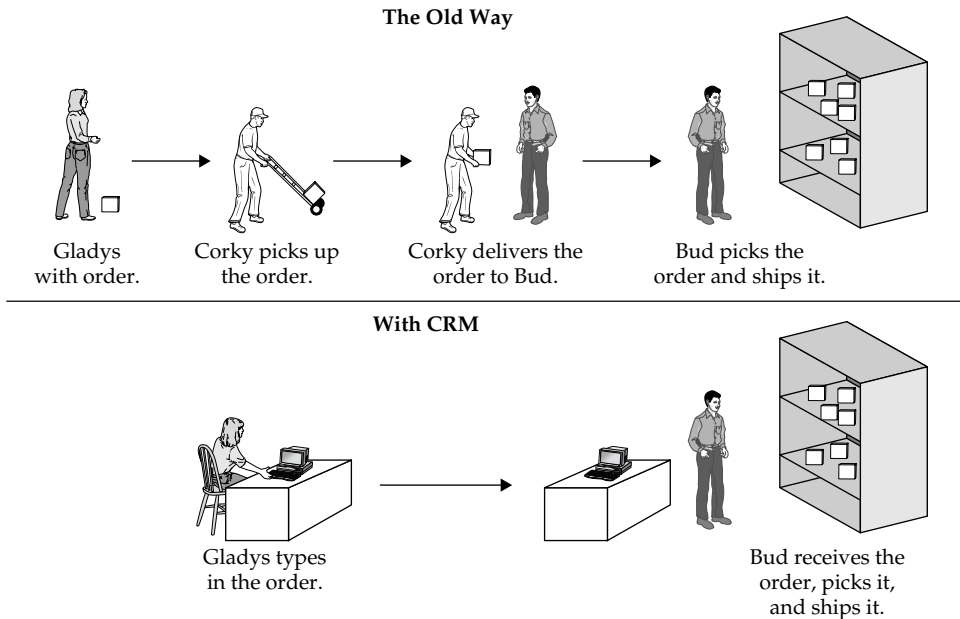 The Old Way
Gladys
with order.
Corky picks up
the order.
Corky delivers the
order to Bud.
Bud picks the
order and ships it.
With CRM
Gladys types
in the order.
Bud receives the
order, picks it,
and ships it.